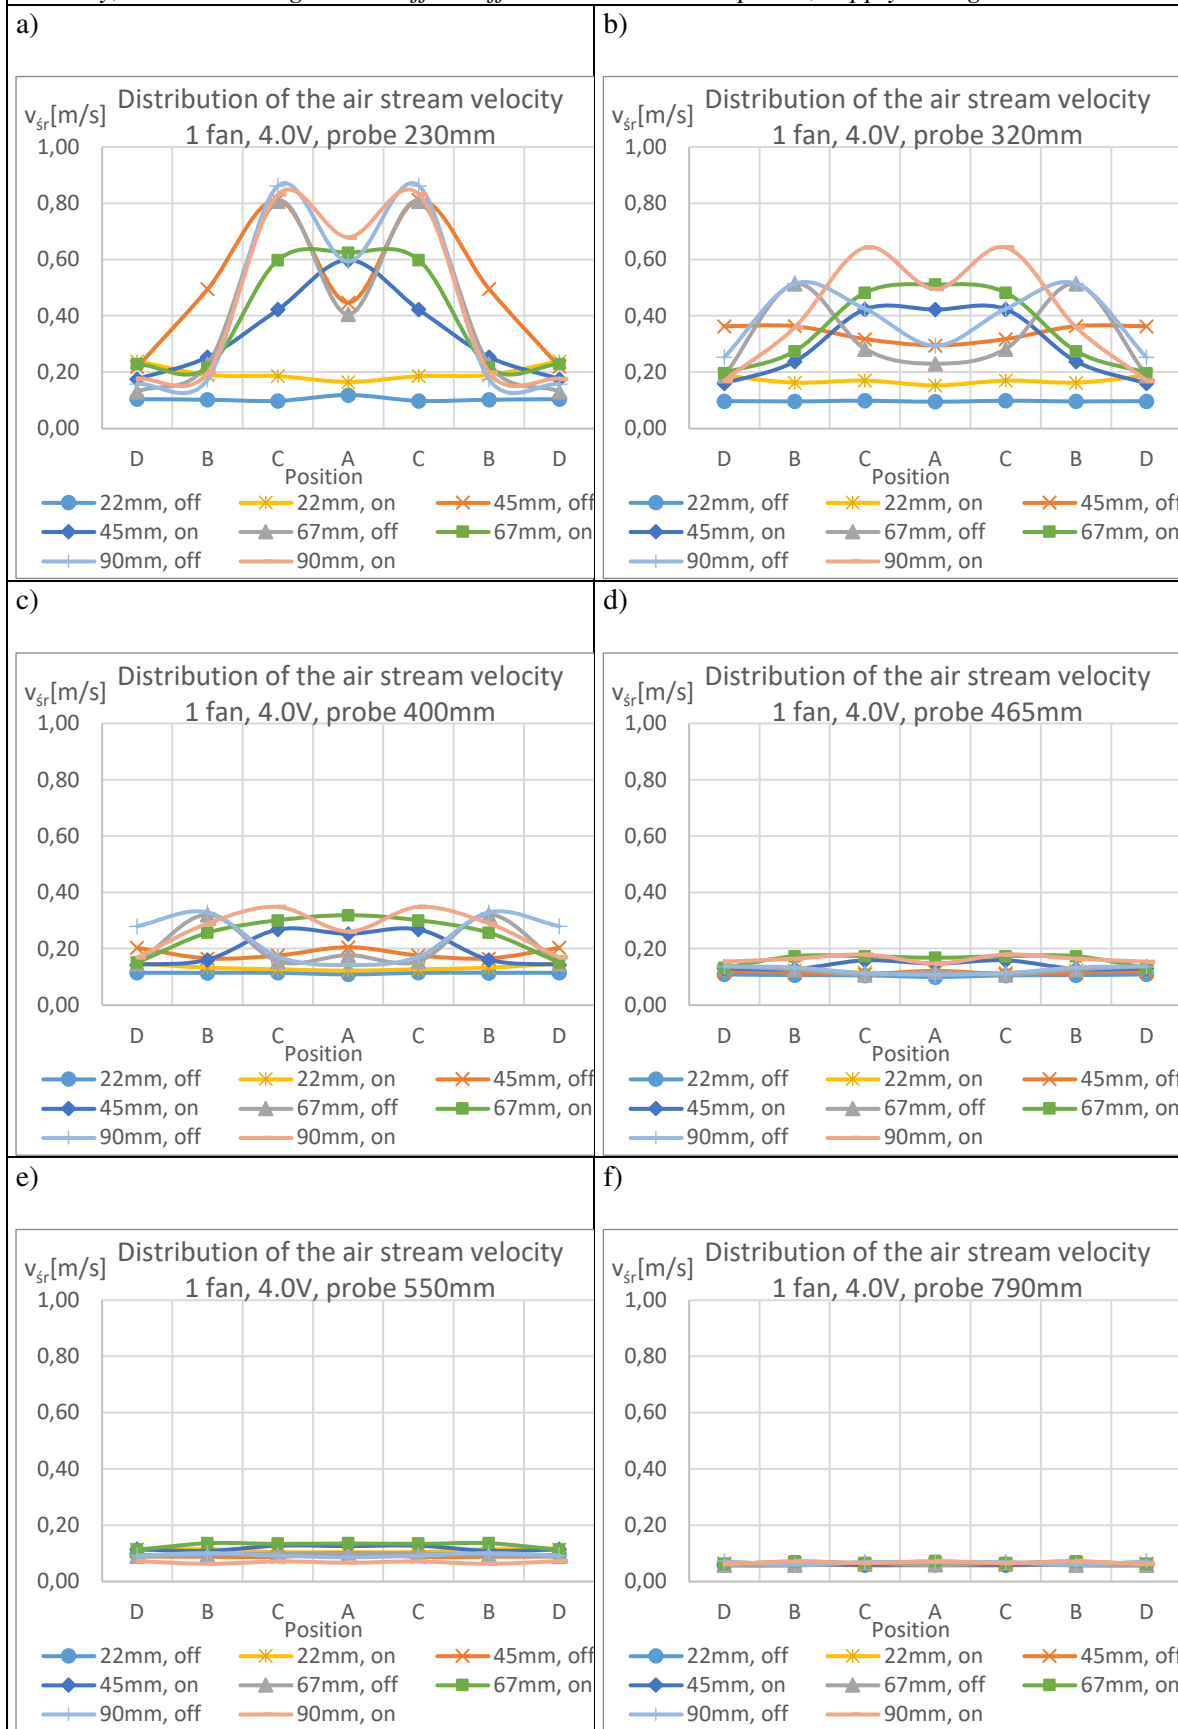 a)
Distribution of the air stream velocity
vśr[m/s]
1 fan, 4.0V, probe 230mm
1,00
0,80
0,60
0,40
0,20
0,00
D B C A C B D
Position
22mm, off 22mm, on 45mm, off
45mm, on 67mm, off 67mm, on
90mm, off 90mm, on
b)
Distribution of the air stream velocity
vśr[m/s]
1 fan, 4.0V, probe 320mm
1,00
0,80
0,60
0,40
0,20
0,00
D B C A C B D
Position
22mm, off 22mm, on 45mm, off
45mm, on 67mm, off 67mm, on
90mm, off 90mm, on
c)
Distribution of the air stream velocity
vśr[m/s]
1 fan, 4.0V, probe 400mm
1,00
0,80
0,60
0,40
0,20
0,00
D B C A C B D
Position
22mm, off 22mm, on 45mm, off
45mm, on 67mm, off 67mm, on
90mm, off 90mm, on
d)
Distribution of the air stream velocity
vśr[m/s]
1 fan, 4.0V, probe 465mm
1,00
0,80
0,60
0,40
0,20
0,00
D B C A C B D
Position
22mm, off 22mm, on 45mm, off
45mm, on 67mm, off 67mm, on
90mm, off 90mm, on
e)
Distribution of the air stream velocity
vśr[m/s]
1 fan, 4.0V, probe 550mm
1,00
0,80
0,60
0,40
0,20
0,00
D B C A C B D
Position
22mm, off 22mm, on 45mm, off
45mm, on 67mm, off 67mm, on
90mm, off 90mm, on
f)
Distribution of the air stream velocity
vśr[m/s]
1 fan, 4.0V, probe 790mm
1,00
0,80
0,60
0,40
0,20
0,00
D B C A C B D
Position
22mm, off 22mm, on 45mm, off
45mm, on 67mm, off 67mm, on
90mm, off 90mm, on